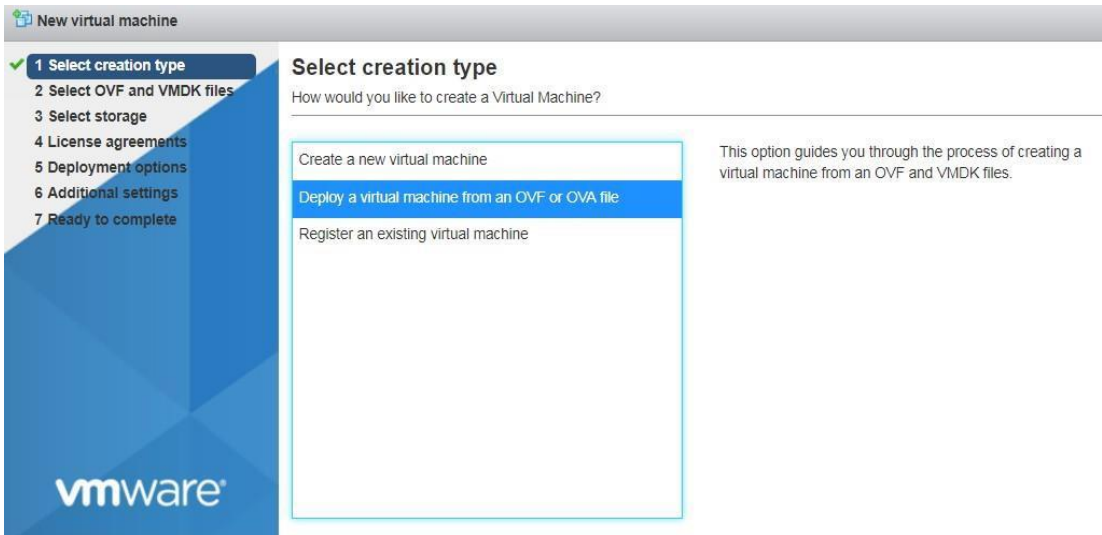 New virtual machine
1 Select creation type
2 Select OVF and VMDK files
3 Select storage
4 License agreements
5 Deployment options
6 Additional settings
7 Ready to complete
vmware
Select creation type
How would you like to create a Virtual Machine?
Create a new virtual machine
Deploy a virtual machine from an OVF or OVA file
Register an existing virtual machine
This option guides you through the process of creating a
virtual machine from an OVF and VMDK files.